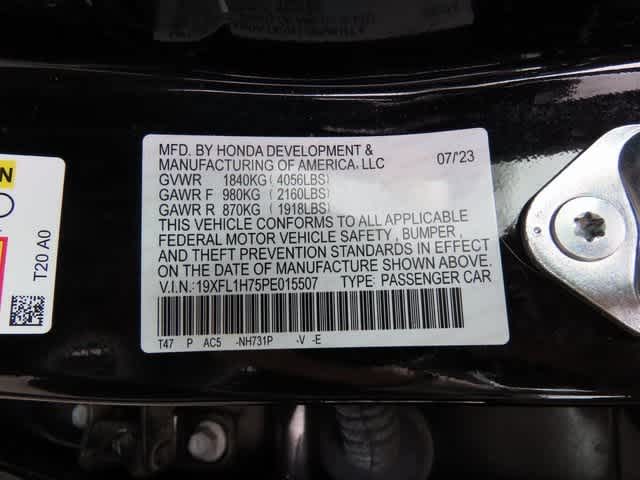 MFD. BY HONDA DEVELOPMENT &
MANUFACTURING OF AMERICA, LLC 07/'23
GVWR 1840KG (4056LBS)
GAWR F 980KG (2160LBS)
GAWR R 870KG (1918LBS)
THIS VEHICLE CONFORMS TO ALL APPLICABLE
FEDERAL MOTOR VEHICLE SAFETY , BUMPER ,
AND THEFT PREVENTION STANDARDS IN EFFECT
ON THE DATE OF MANUFACTURE SHOWN ABOVE.
V.I.N.:19XFL1H75PE015507 TYPE: PASSENGER CAR
T47 P AC5 -NH731P -V -E
T20 A0